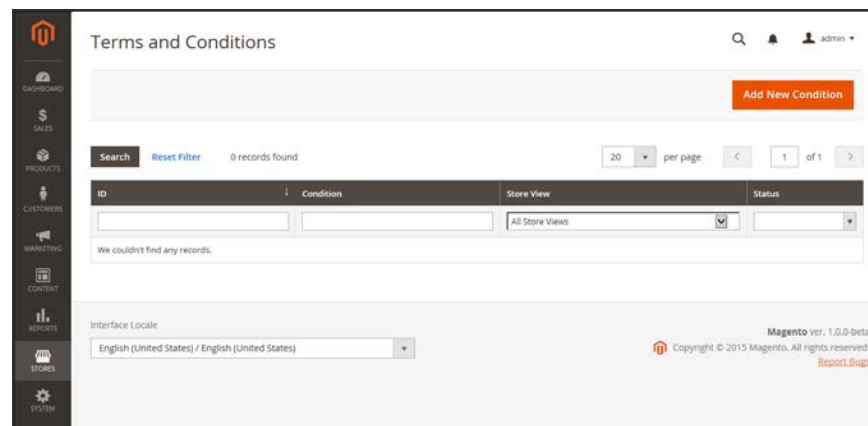 Terms and Conditions
admin
DASHBOARD
SALES
PRODUCTS
CUSTOMERS
MARKETING
CONTENT
REPORTS
STORES
SYSTEM
Add New Condition
Search Reset Filter 0 records found 20 per page 1 of 1
ID Condition Store View Status
All Store Views
We couldn't find any records.
Interface Locale
English (United States) / English (United States)
Magento ver. 1.0.0-beta
Copyright © 2015 Magento. All rights reserved.
Report Bugs